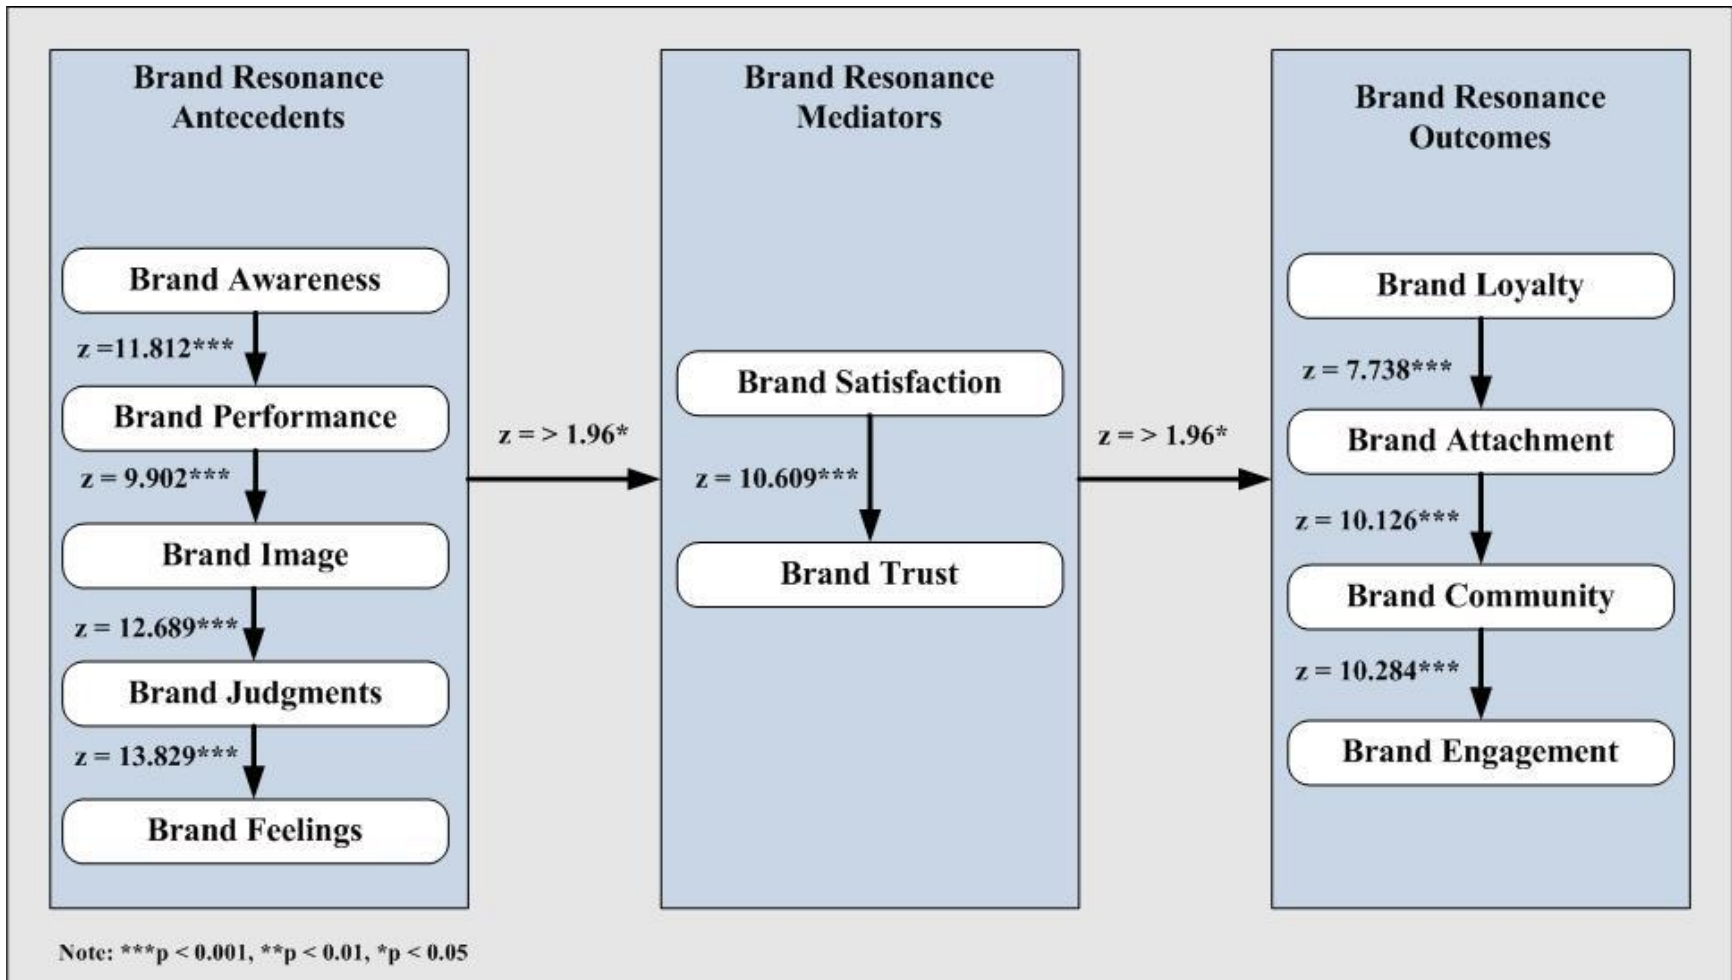 Brand Resonance
Antecedents
Brand Awareness
z =11.812***
Brand Performance
z = 9.902***
Brand Image
z = 12.689***
Brand Judgments
z = 13.829***
Brand Feelings
z = > 1.96*
Brand Resonance
Mediators
Brand Satisfaction
z = 10.609***
Brand Trust
z = > 1.96*
Brand Resonance
Outcomes
Brand Loyalty
z = 7.738***
Brand Attachment
z = 10.126***
Brand Community
z = 10.284***
Brand Engagement
Note: ***p < 0.001, **p < 0.01, *p < 0.05